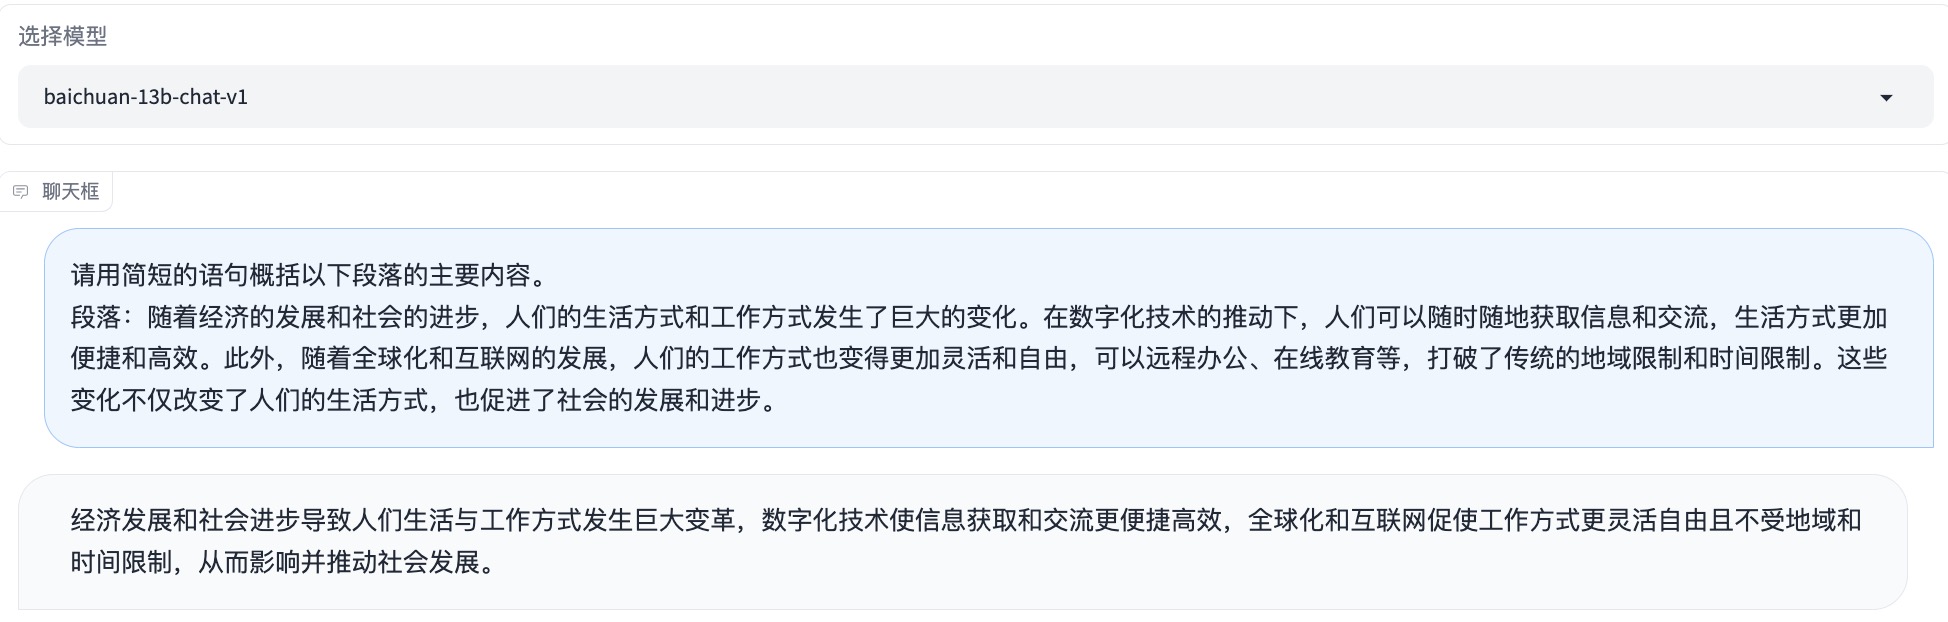 选择模型
baichuan-13b-chat-v1
聊天框
请用简短的语句概括以下段落的主要内容。
段落：随着经济的发展和社会的进步，人们的生活方式和工作方式发生了巨大的变化。在数字化技术的推动下，人们可以随时随地获取信息和交流，生活方式更加
便捷和高效。此外，随着全球化和互联网的发展，人们的工作方式也变得更加灵活和自由，可以远程办公、在线教育等，打破了传统的地域限制和时间限制。这些
变化不仅改变了人们的生活方式，也促进了社会的发展和进步。
经济发展和社会进步导致人们生活与工作方式发生巨大变革，数字化技术使信息获取和交流更便捷高效，全球化和互联网促使工作方式更灵活自由且不受地域和
时间限制，从而影响并推动社会发展。